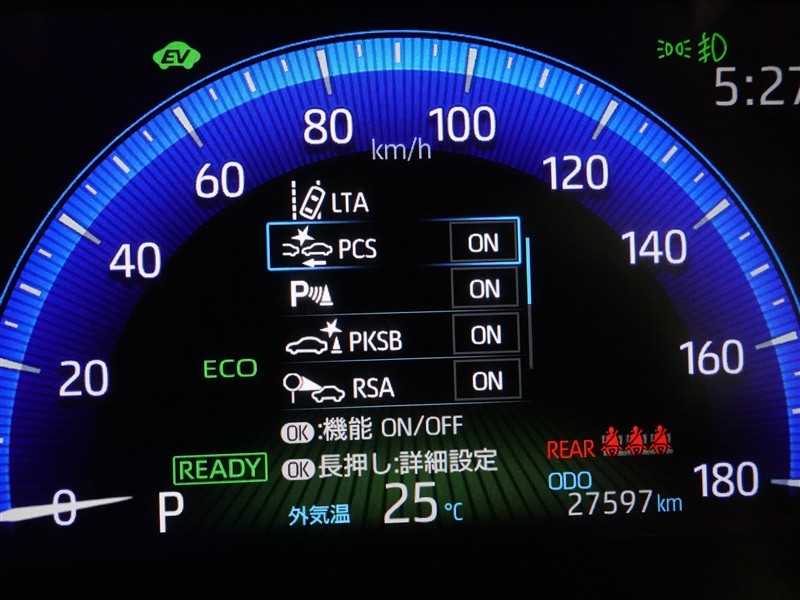 EV
5:27
80
100
km/h
60
120
LTA
40
PCS ON
140
P ON
PKSB ON
20
ECO
RSA ON
160
OK:機能 ON/OFF
READY
OK長押し:詳細設定
REAR
0
P
外気温 25℃
ODO
27597km
180